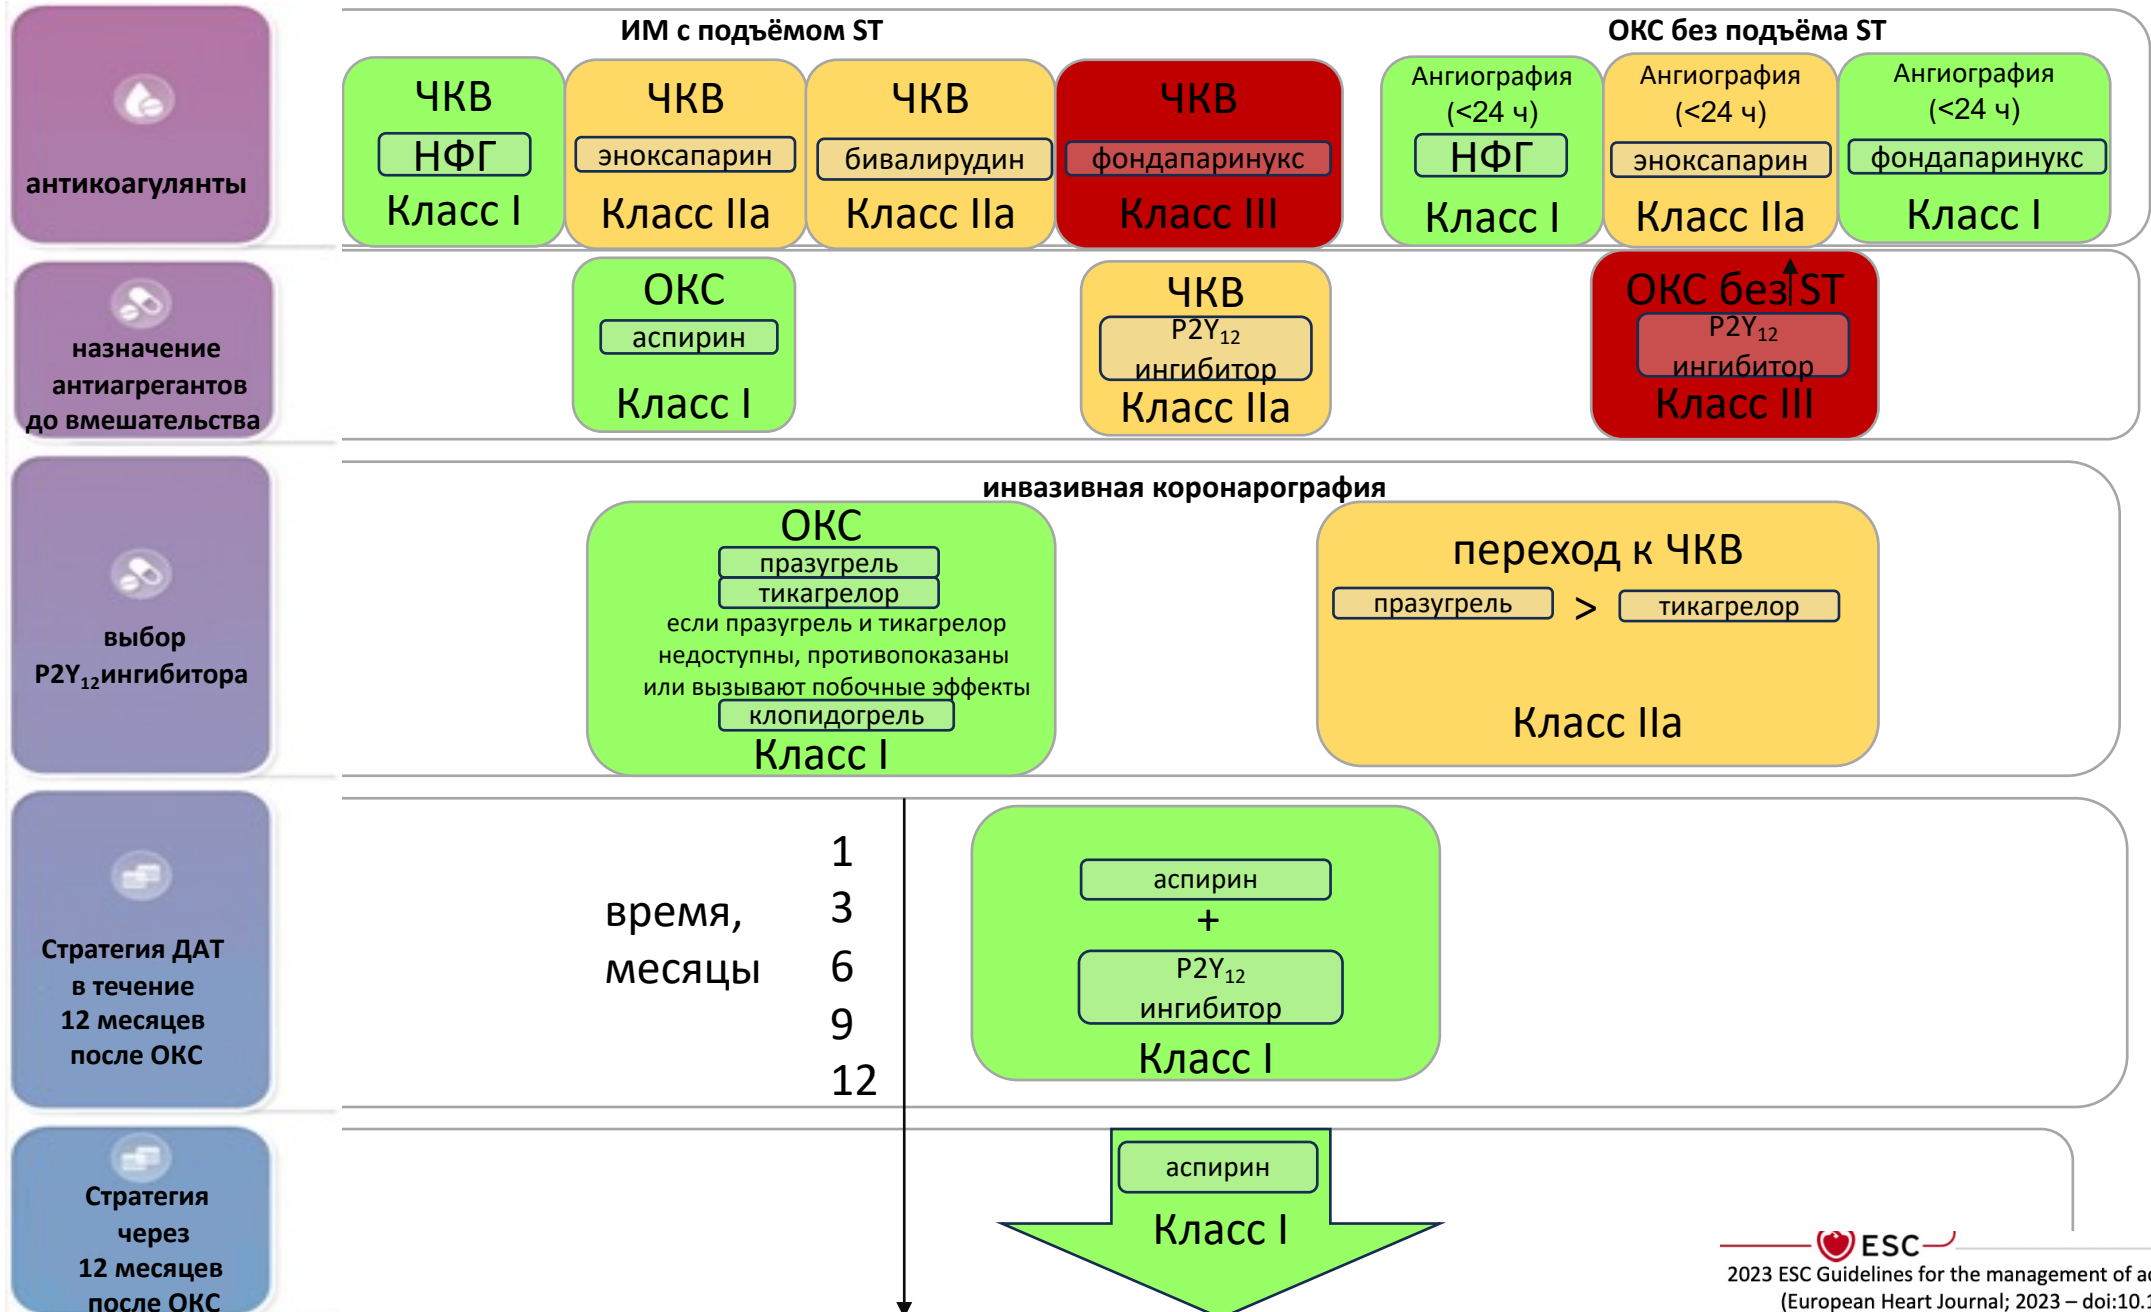 ИМ с подъёмом ST
ОКС без подъёма ST
антикоагулянты
ЧКВ
НФГ
Класс I
ЧКВ
эноксапарин
Класс IIa
ЧКВ
бивалирудин
Класс IIa
ЧКВ
фондапаринукс
Класс III
Ангиография
(<24 ч)
НФГ
Класс I
Ангиография
(<24 ч)
эноксапарин
Класс IIa
Ангиография
(<24 ч)
фондапаринукс
Класс I
назначение
антиагрегантов
до вмешательства
ОКС
аспирин
Класс I
ЧКВ
P2Y₁₂
ингибитор
Класс IIa
ОКС без↑ST
P2Y₁₂
ингибитор
Класс III
выбор
P2Y₁₂ингибитора
инвазивная коронарография
ОКС
празугрель
тикагрелор
если празугрель и тикагрелор
недоступны, противопоказаны
или вызывают побочные эффекты
клопидогрель
Класс I
переход к ЧКВ
празугрель > тикагрелор
Класс IIa
Стратегия ДАТ
в течение
12 месяцев
после ОКС
время,
месяцы
1
3
6
9
12
аспирин
+
P2Y₁₂
ингибитор
Класс I
Стратегия
через
12 месяцев
после ОКС
аспирин
Класс I
ESC
2023 ESC Guidelines for the management of
(European Heart Journal; 2023 – doi:10.1